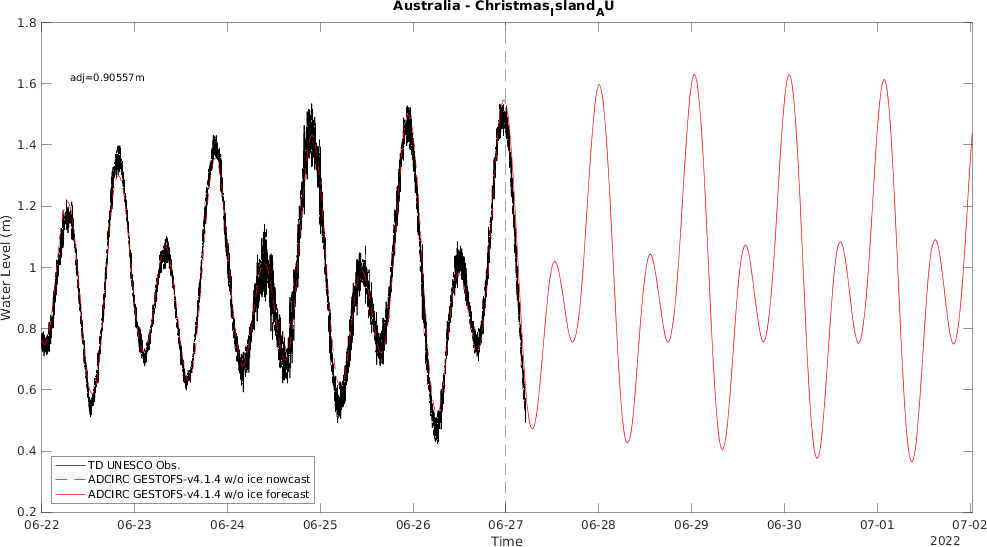 Australia - Christmas_Island_AU
adj=0.90557m
Water Level (m)
1.8
1.6
1.4
1.2
1
0.8
0.6
0.4
0.2
TD UNESCO Obs.
ADCIRC GESTOFS-v4.1.4 w/o ice nowcast
ADCIRC GESTOFS-v4.1.4 w/o ice forecast
06-22 06-23 06-24 06-25 06-26 06-27 06-28 06-29 06-30 07-01 07-02
Time
2022